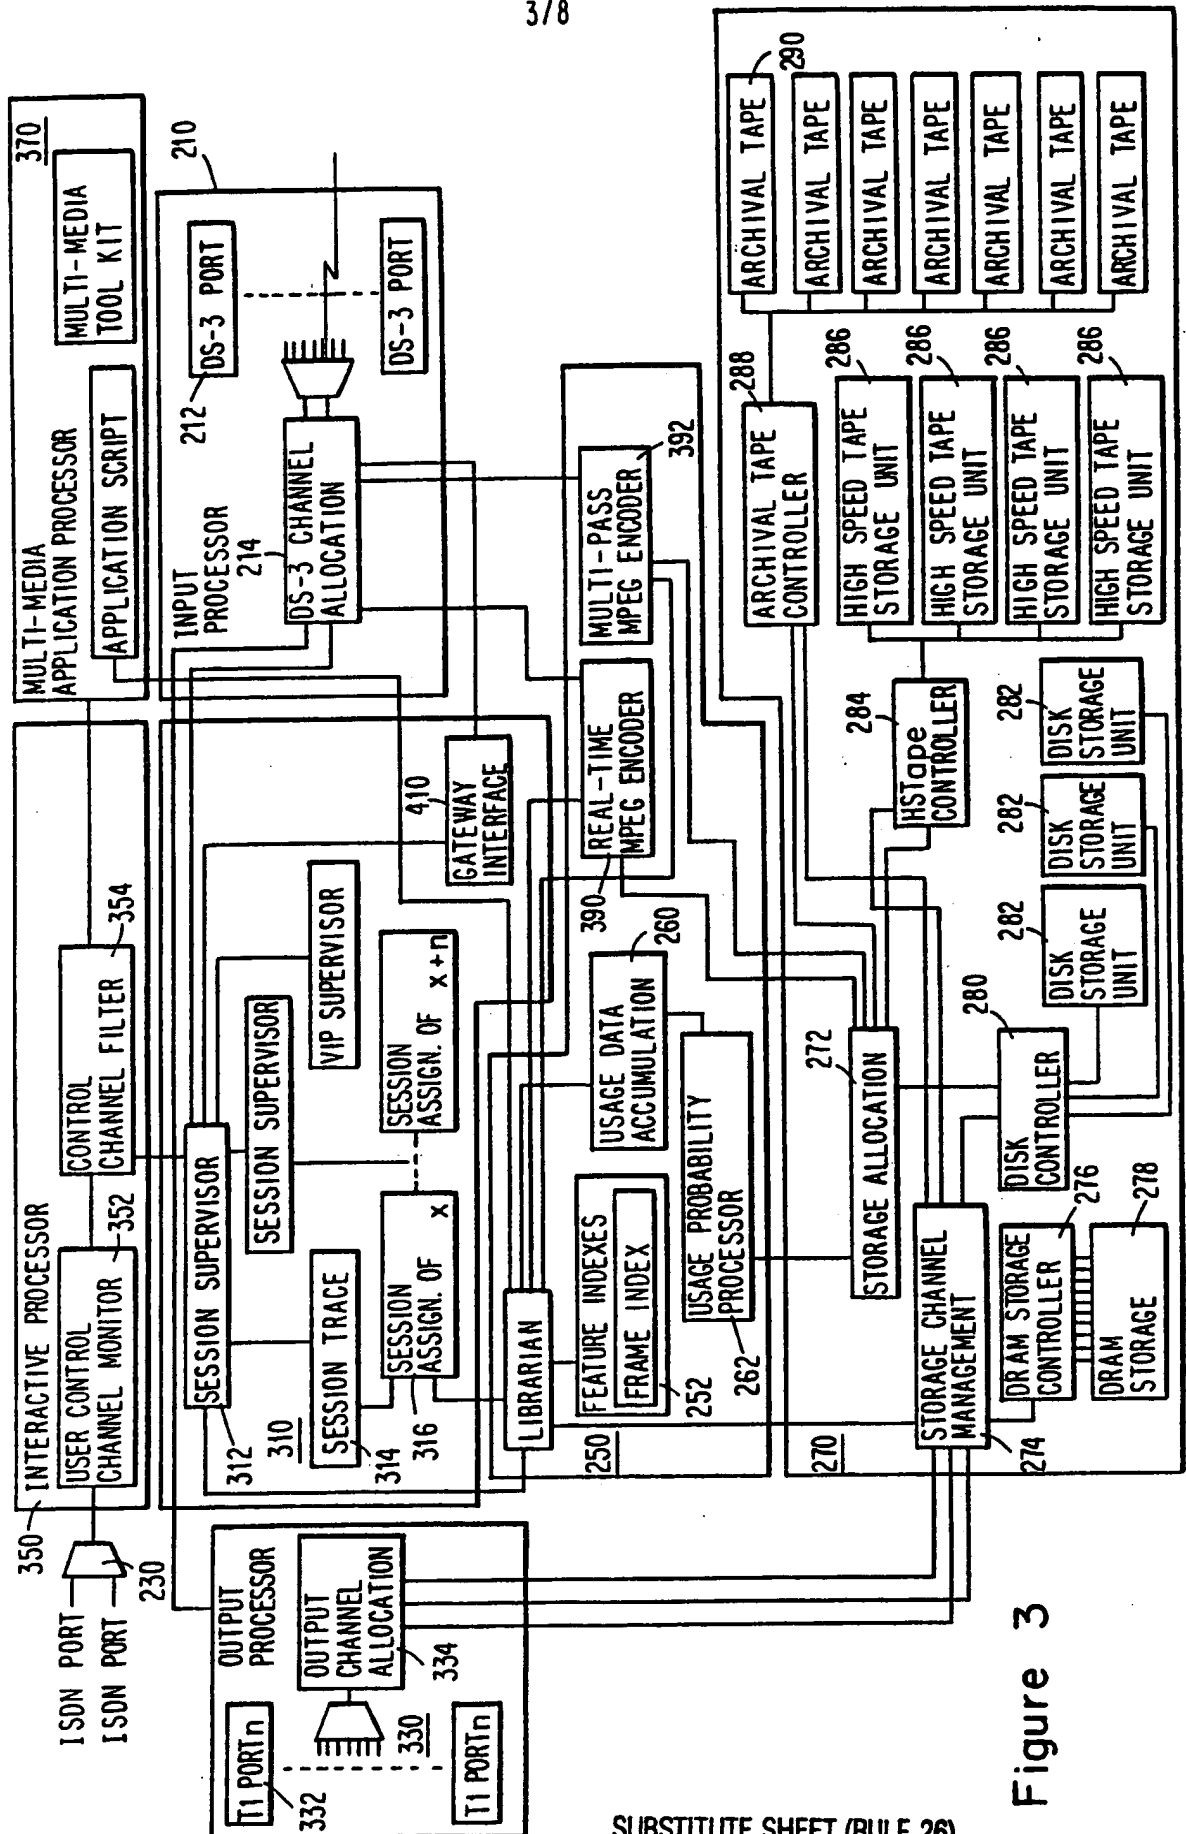 3/8
ISDN PORT
ISDN PORT
230
350
INTERACTIVE PROCESSOR
USER CONTROL
CHANNEL MONITOR
352
CONTROL
CHANNEL FILTER
354
MULTI-MEDIA
APPLICATION PROCESSOR
370
APPLICATION SCRIPT
MULTI-MEDIA
TOOL KIT
OUTPUT
PROCESSOR
T1 PORTn
332
T1 PORTn
330
OUTPUT
CHANNEL
ALLOCATION
334
SESSION SUPERVISOR
312
310
SESSION SUPERVISOR
VIP SUPERVISOR
SESSION TRACE
314
SESSION
ASSIGN. OF
X
316
SESSION
ASSIGN. OF
X+n
410
GATEWAY
INTERFACE
INPUT
PROCESSOR
214
DS-3 CHANNEL
ALLOCATION
212
DS-3 PORT
DS-3 PORT
210
LIBRARIAN
250
FEATURE INDEXES
FRAME INDEX
252
USAGE DATA
ACCUMULATION
260
USAGE PROBABILITY
PROCESSOR
262
REAL-TIME
MPEG ENCODER
390
MULTI-PASS
MPEG ENCODER
392
270
STORAGE ALLOCATION
272
STORAGE CHANNEL
MANAGEMENT
274
DRAM STORAGE
CONTROLLER
276
DRAM
STORAGE
278
DISK
CONTROLLER
280
DISK
STORAGE
UNIT
282
DISK
STORAGE
UNIT
282
DISK
STORAGE
UNIT
282
HSTape
CONTROLLER
284
HIGH SPEED TAPE
STORAGE UNIT
286
HIGH SPEED TAPE
STORAGE UNIT
286
HIGH SPEED TAPE
STORAGE UNIT
286
HIGH SPEED TAPE
STORAGE UNIT
286
ARCHIVAL TAPE
CONTROLLER
288
ARCHIVAL TAPE
290
ARCHIVAL TAPE
ARCHIVAL TAPE
ARCHIVAL TAPE
ARCHIVAL TAPE
ARCHIVAL TAPE
ARCHIVAL TAPE
Figure 3
SUBSTITUTE SHEET (RULE 26)